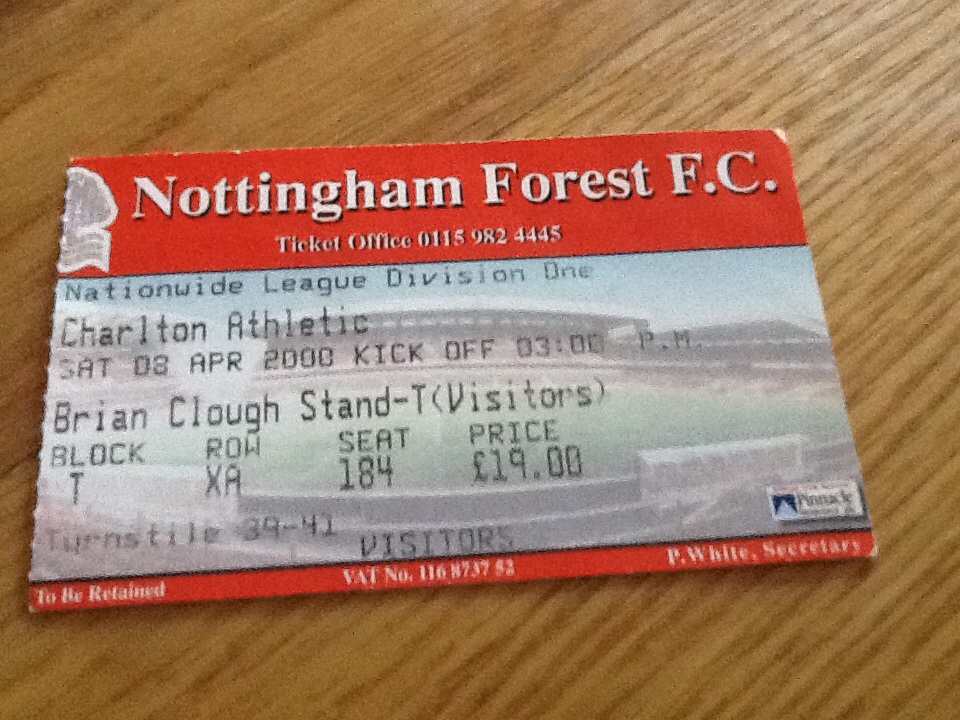 Nottingham Forest F.C.
Ticket Office 0115 982 4445
Nationwide League Division One
Charlton Athletic
SAT 08 APR 2000 KICK OFF 03:00 P.M.
Brian Clough Stand-T(Visitors)
BLOCK ROW SEAT PRICE
T XA 184 £19.00
Pinnacle
Turnstile 39-41 VISITORS
To Be Retained VAT No. 116 8737 52 P.White, Secretary